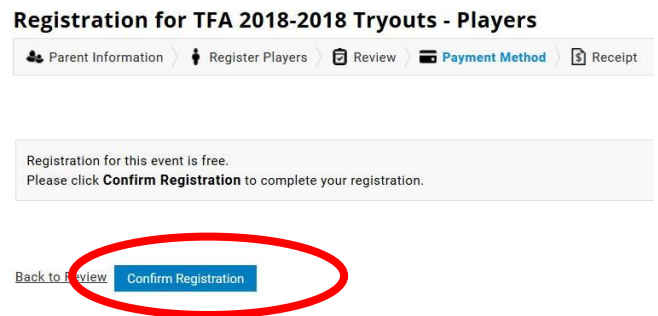 Registration for TFA 2018-2018 Tryouts - Players
Parent Information Register Players Review Payment Method Receipt
Registration for this event is free.
Please click Confirm Registration to complete your registration.
Back to Review Confirm Registration